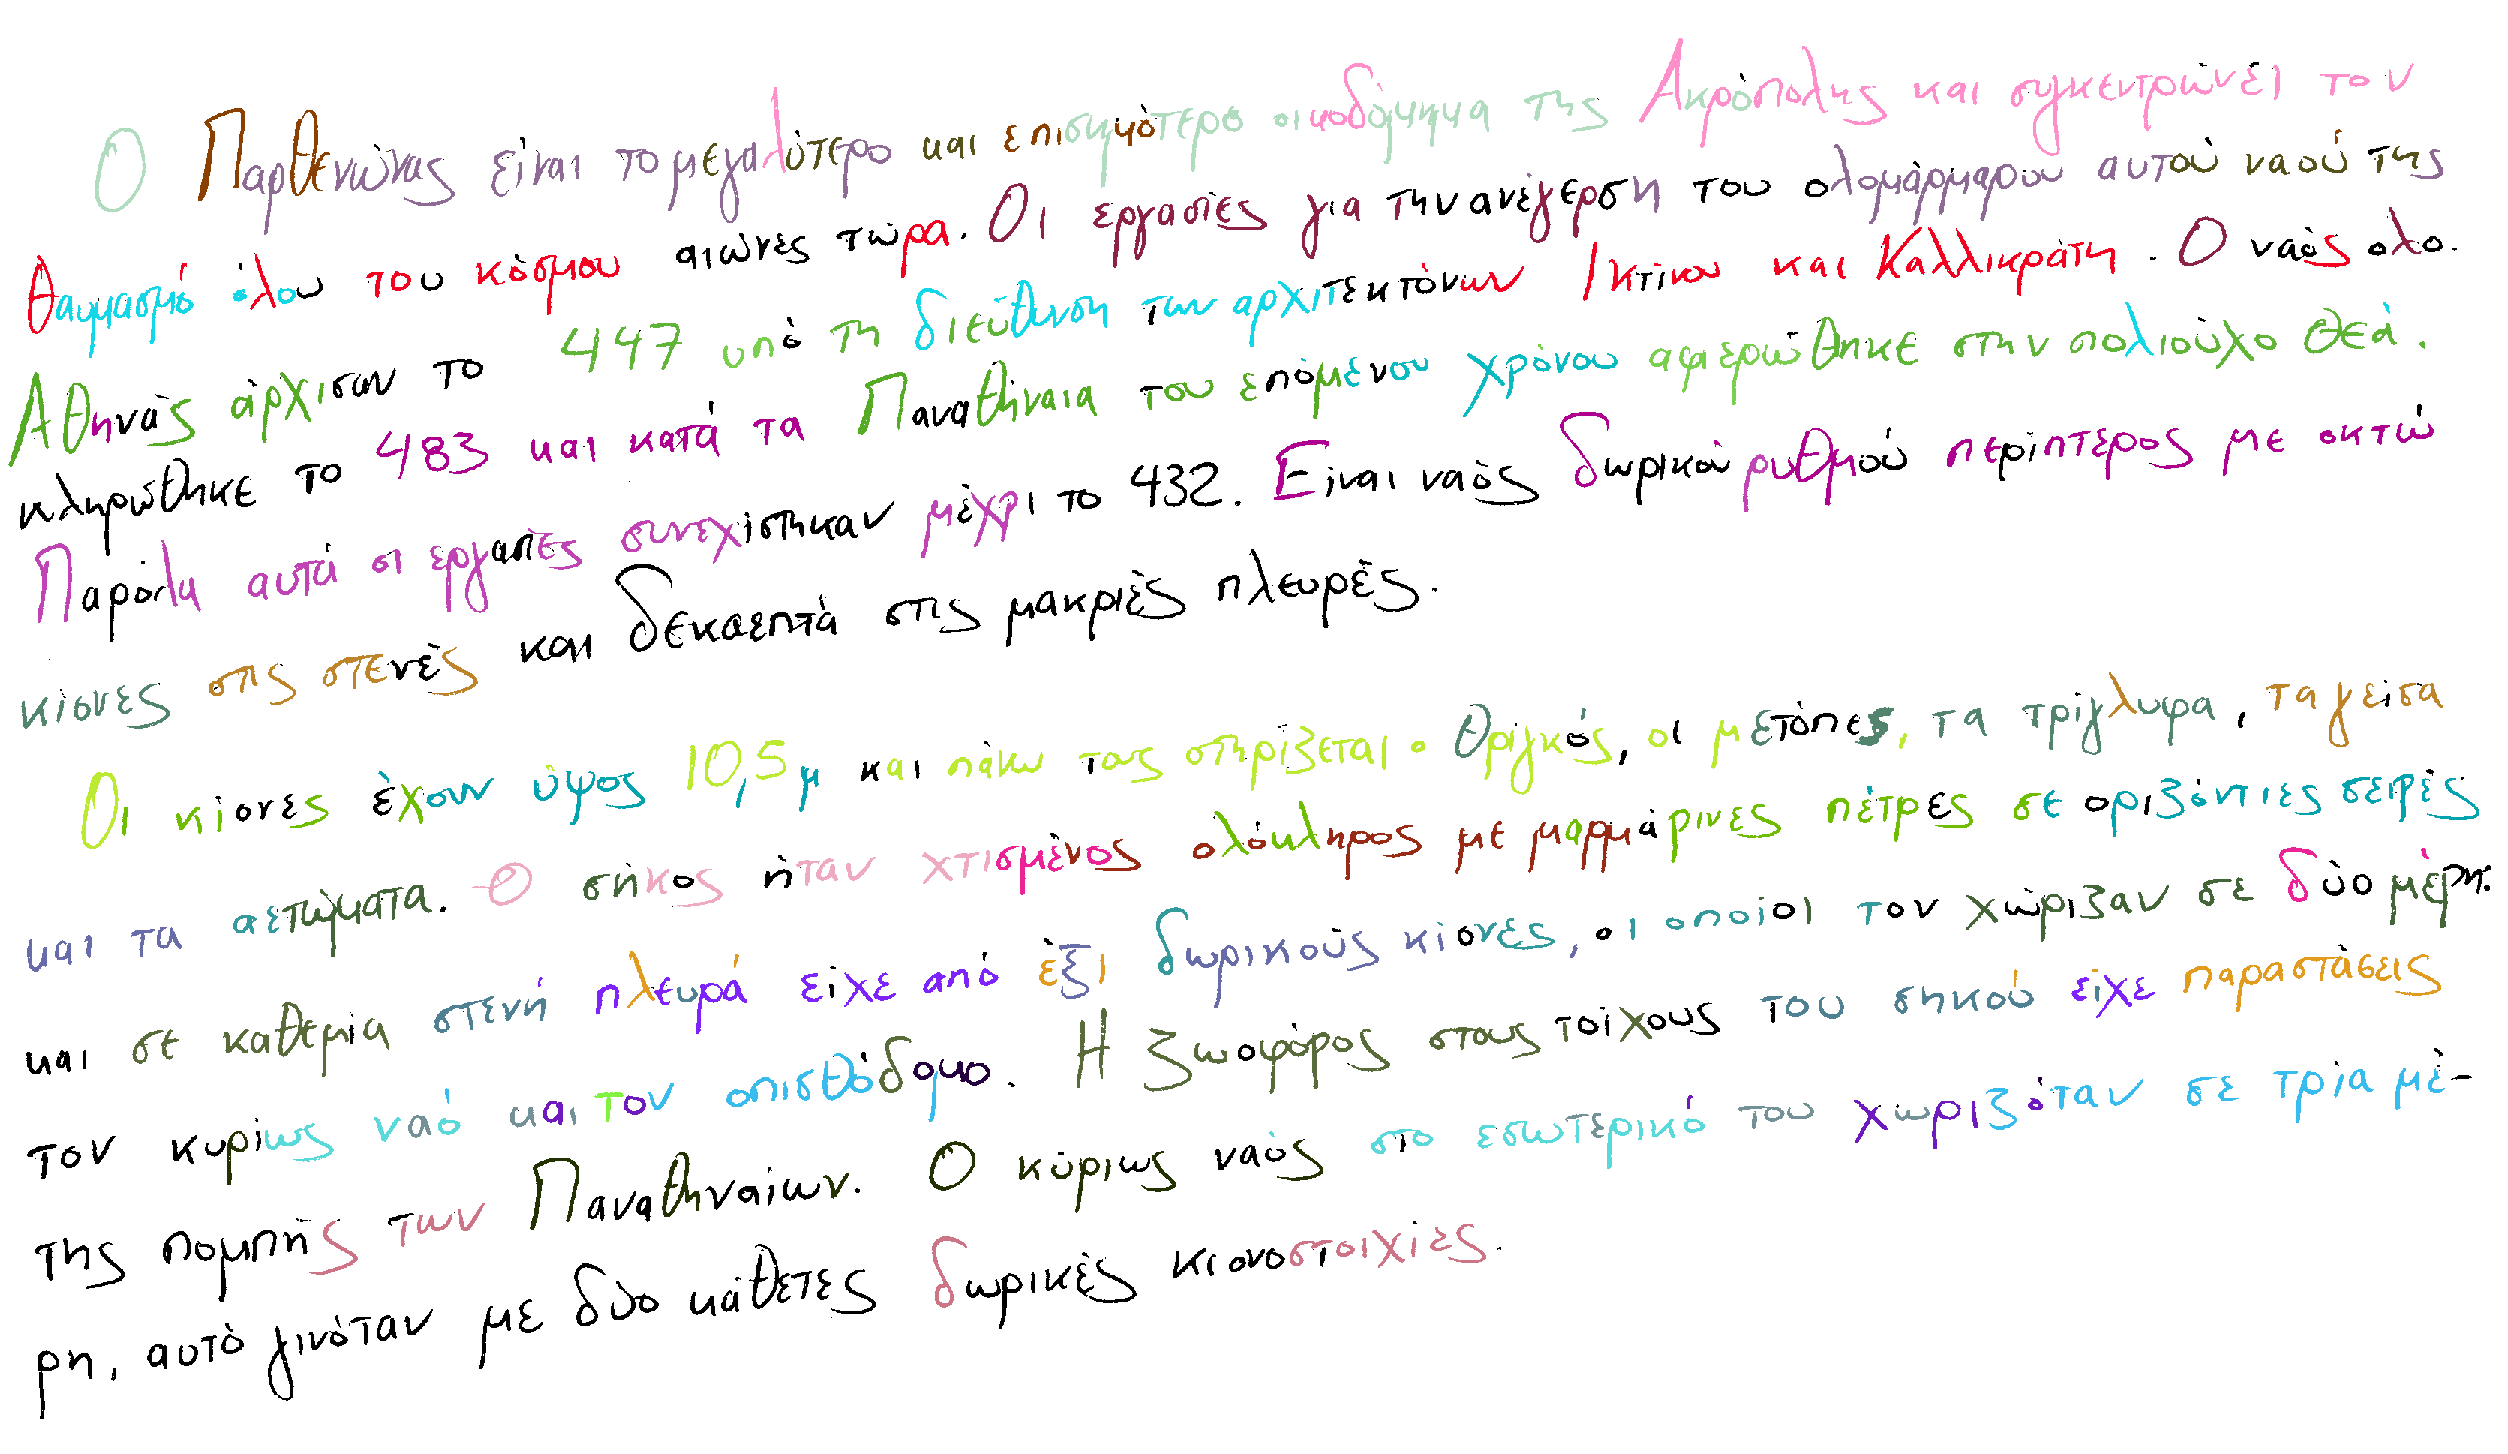 Ο Παρθενώνας είναι το μεγαλύτερο και επισημότερο οικοδόμημα της Ακρόπολης και συγκεντρώνει τον
θαυμασμό όλου του κόσμου αιώνες τώρα. Οι εργασίες για την ανέγερση του ολομάρμαρου αυτού ναού της
Αθηνάς άρχισαν το 447 υπό τη διεύθυνση των αρχιτεκτόνων Ικτίνου και Καλλικράτη. Ο ναός ολο-
κληρώθηκε το 483 και κατά τα Παναθήναια του επόμενου χρόνου αφιερώθηκε στην πολιούχο θεά.
Παρόλα αυτά οι εργασίες συνεχίστηκαν μέχρι το 432. Είναι ναός δωρικού ρυθμού περίπτερος με οκτώ
κίονες στις στενές και δεκαεπτά στις μακριές πλευρές.
Οι κίονες έχουν ύψος 10,5μ και πάνω τους στηρίζεται ο θριγκός, οι μετόπες, τα τρίγλυφα, τα γείσα
και τα αετώματα. Ο σηκος ήταν χτισμένος ολόκληρος με μαρμάρινες πέτρες σε οριζόντιες σειρές
και σε καθεμία στενή πλευρά είχε από έξι δωρικούς κίονες, οι οποίοι τον χώριζαν σε δύο μέρη:
τον κυρίως ναό και τον οπισθόδομο. Η ζωοφόρος στους τοίχους του σηκού είχε παραστάσεις
της πομπής των Παναθηναίων. Ο κύριως ναός στο εσωτερικό του χωριζόταν σε τρία μέ-
ρη, αυτό γινόταν με δύο κάθετες δωρικές κιονοστοιχίες.